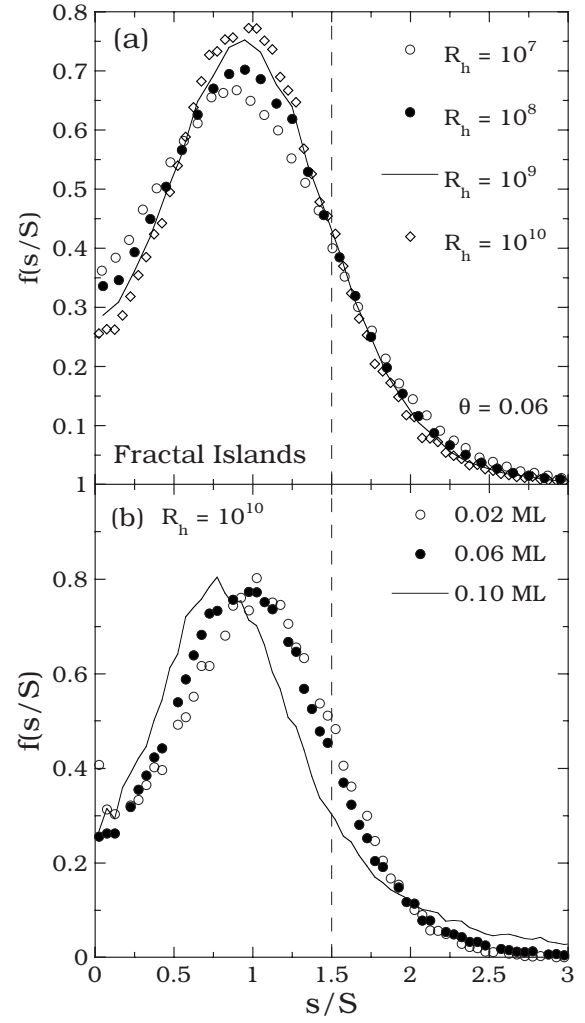 (a)
R_h = 10^7
R_h = 10^8
R_h = 10^9
R_h = 10^10
0.8
0.7
0.6
0.5
0.4
0.3
0.2
0.1
f(s/S)
θ = 0.06
Fractal Islands
1
(b) R_h = 10^10
0.02 ML
0.06 ML
0.10 ML
0.8
0.6
0.4
0.2
0
f(s/S)
0 0.5 1 1.5 2 2.5 3
s/S